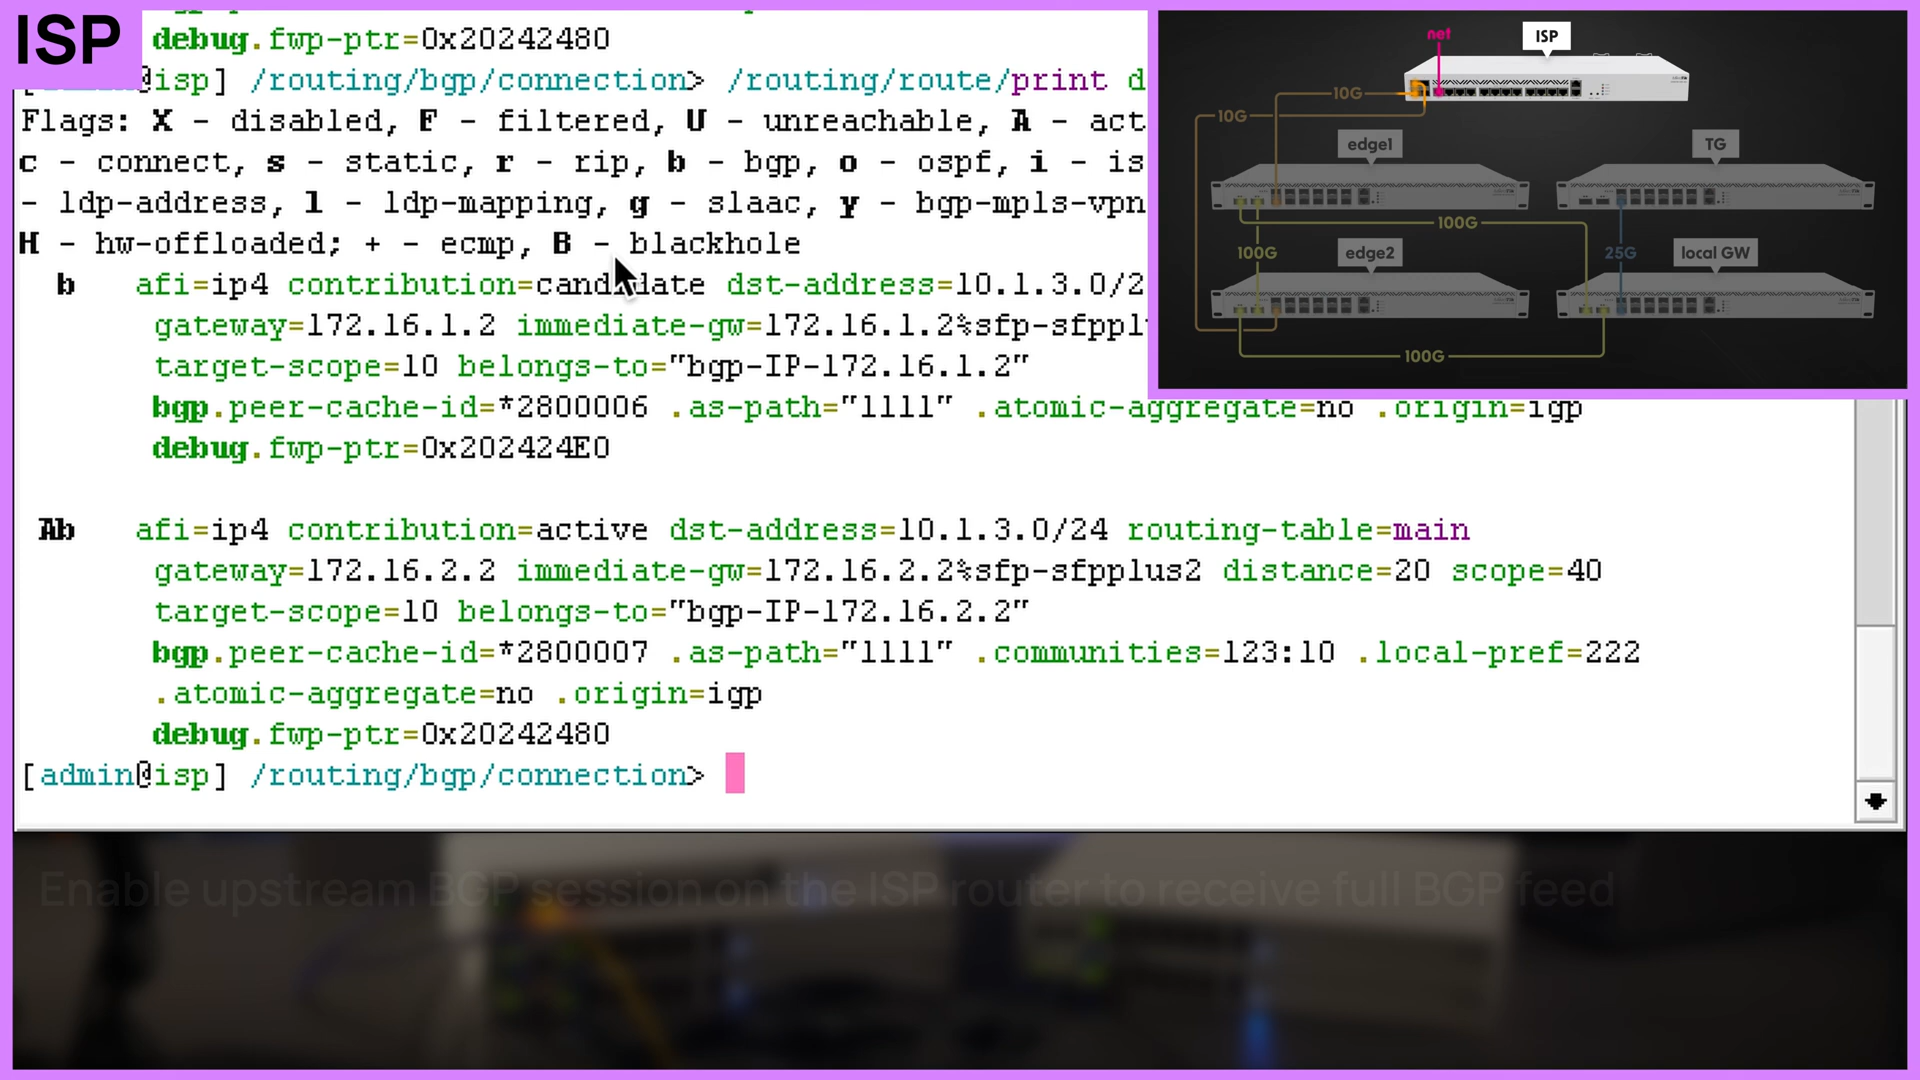 ISP
debug.fwp-ptr=0x20242480
@isp] /routing/bgp/connection> /routing/route/print d
Flags: X - disabled, F - filtered, U - unreachable, A - act
c - connect, s - static, r - rip, b - bgp, o - ospf, i - is
- ldp-address, l - ldp-mapping, g - slaac, y - bgp-mpls-vpn
H - hw-offloaded; + - ecmp, B - blackhole
b afi=ip4 contribution=candidate dst-address=10.1.3.0/2
gateway=172.16.1.2 immediate-gw=172.16.1.2%sfp-sfppl
target-scope=10 belongs-to="bgp-IP-172.16.1.2"
bgp.peer-cache-id=*2800006 .as-path="1111" .atomic-aggregate=no .origin=igp
debug.fwp-ptr=0x202424E0
Ab afi=ip4 contribution=active dst-address=10.1.3.0/24 routing-table=main
gateway=172.16.2.2 immediate-gw=172.16.2.2%sfp-sfpplus2 distance=20 scope=40
target-scope=10 belongs-to="bgp-IP-172.16.2.2"
bgp.peer-cache-id=*2800007 .as-path="1111" .communities=123:10 .local-pref=222
.atomic-aggregate=no .origin=igp
debug.fwp-ptr=0x20242480
[admin@isp] /routing/bgp/connection>
net
ISP
10G
10G
edge1
TG
100G
100G
25G
edge2
local GW
100G
Enable upstream BGP session on the ISP router to receive full BGP feed